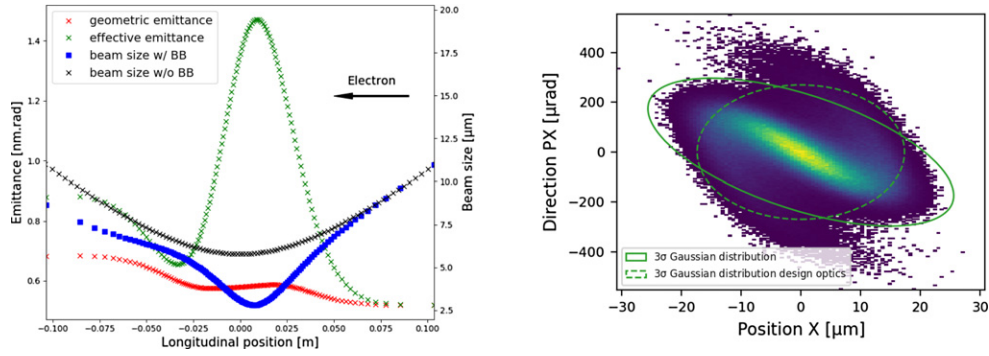 geometric emittance
effective emittance
beam size w/ BB
beam size w/o BB
Electron
Emittance [nm.rad]
1.4
1.2
1.0
0.8
0.6
Beam size [μm]
20.0
17.5
15.0
12.5
10.0
7.5
5.0
2.5
-0.100 -0.075 -0.050 -0.025 0.000 0.025 0.050 0.075 0.100
Longitudinal position [m]
Direction PX [μrad]
400
200
0
−200
−400
3σ Gaussian distribution
3σ Gaussian distribution design optics
−30 −20 −10 0 10 20 30
Position X [μm]